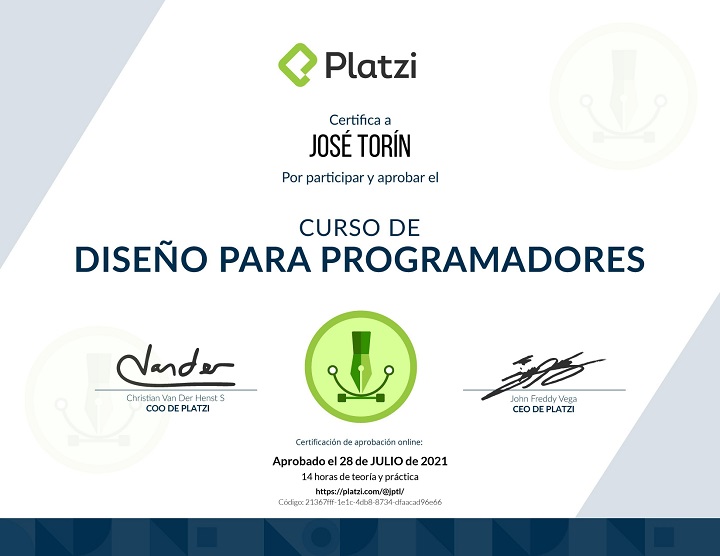 Platzi
Certifica a
JOSÉ TORÍN
Por participar y aprobar el
CURSO DE
DISEÑO PARA PROGRAMADORES
Christian Van Der Henst S
COO DE PLATZI
John Freddy Vega
CEO DE PLATZI
Certificación de aprobación online:
Aprobado el 28 de JULIO de 2021
14 horas de teoría y práctica
https://platzi.com/@jptl/
Código: 21367fff-1e1c-4db8-8734-dfaacad96e66